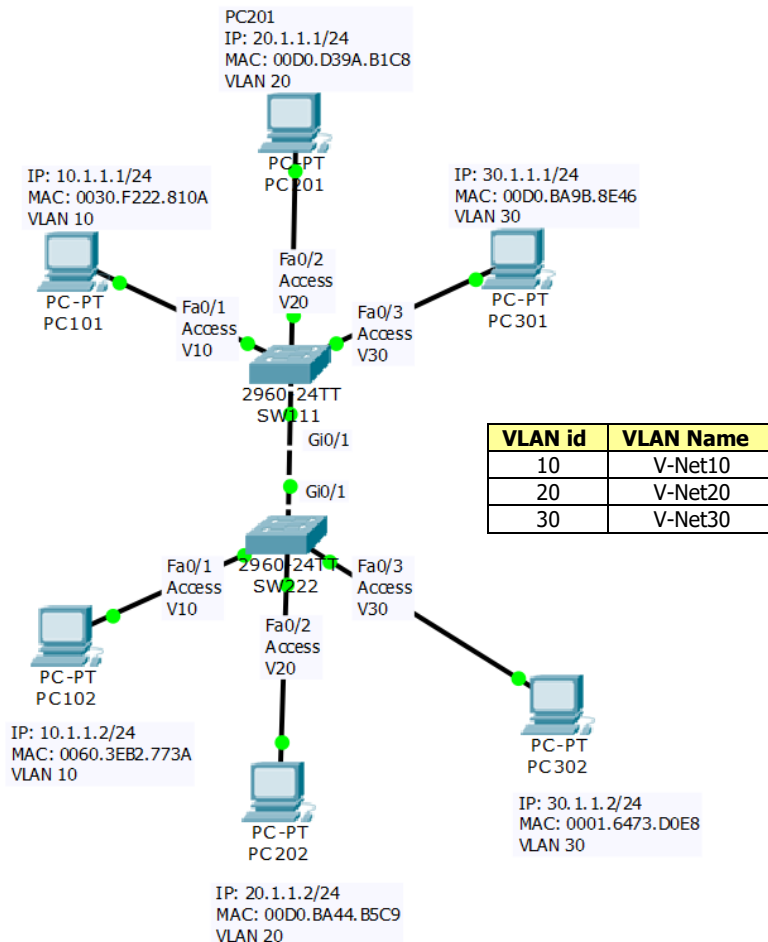 PC201
IP: 20.1.1.1/24
MAC: 00D0.D39A.B1C8
VLAN 20
PC-PT
PC201
IP: 10.1.1.1/24
MAC: 0030.F222.810A
VLAN 10
PC-PT
PC101
IP: 30.1.1.1/24
MAC: 00D0.BA9B.8E46
VLAN 30
PC-PT
PC301
Fa0/1
Access
V10
Fa0/2
Access
V20
Fa0/3
Access
V30
2960-24TT
SW111
Gi0/1
Gi0/1
VLAN id VLAN Name
10 V-Net10
20 V-Net20
30 V-Net30
2960-24TT
SW222
Fa0/1
Access
V10
Fa0/2
Access
V20
Fa0/3
Access
V30
PC-PT
PC102
IP: 10.1.1.2/24
MAC: 0060.3EB2.773A
VLAN 10
PC-PT
PC202
IP: 20.1.1.2/24
MAC: 00D0.BA44.B5C9
VLAN 20
PC-PT
PC302
IP: 30.1.1.2/24
MAC: 0001.6473.D0E8
VLAN 30